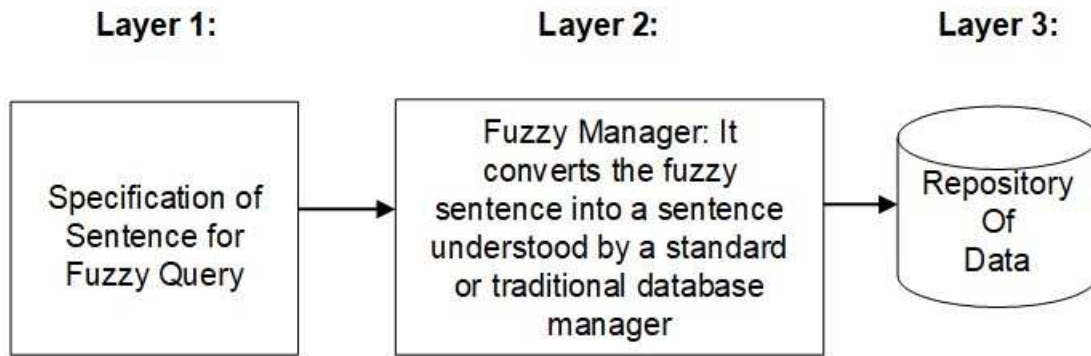 Layer 1:
Layer 2:
Layer 3:
Specification of
Sentence for
Fuzzy Query
Fuzzy Manager: It
converts the fuzzy
sentence into a sentence
understood by a standard
or traditional database
manager
Repository
Of
Data